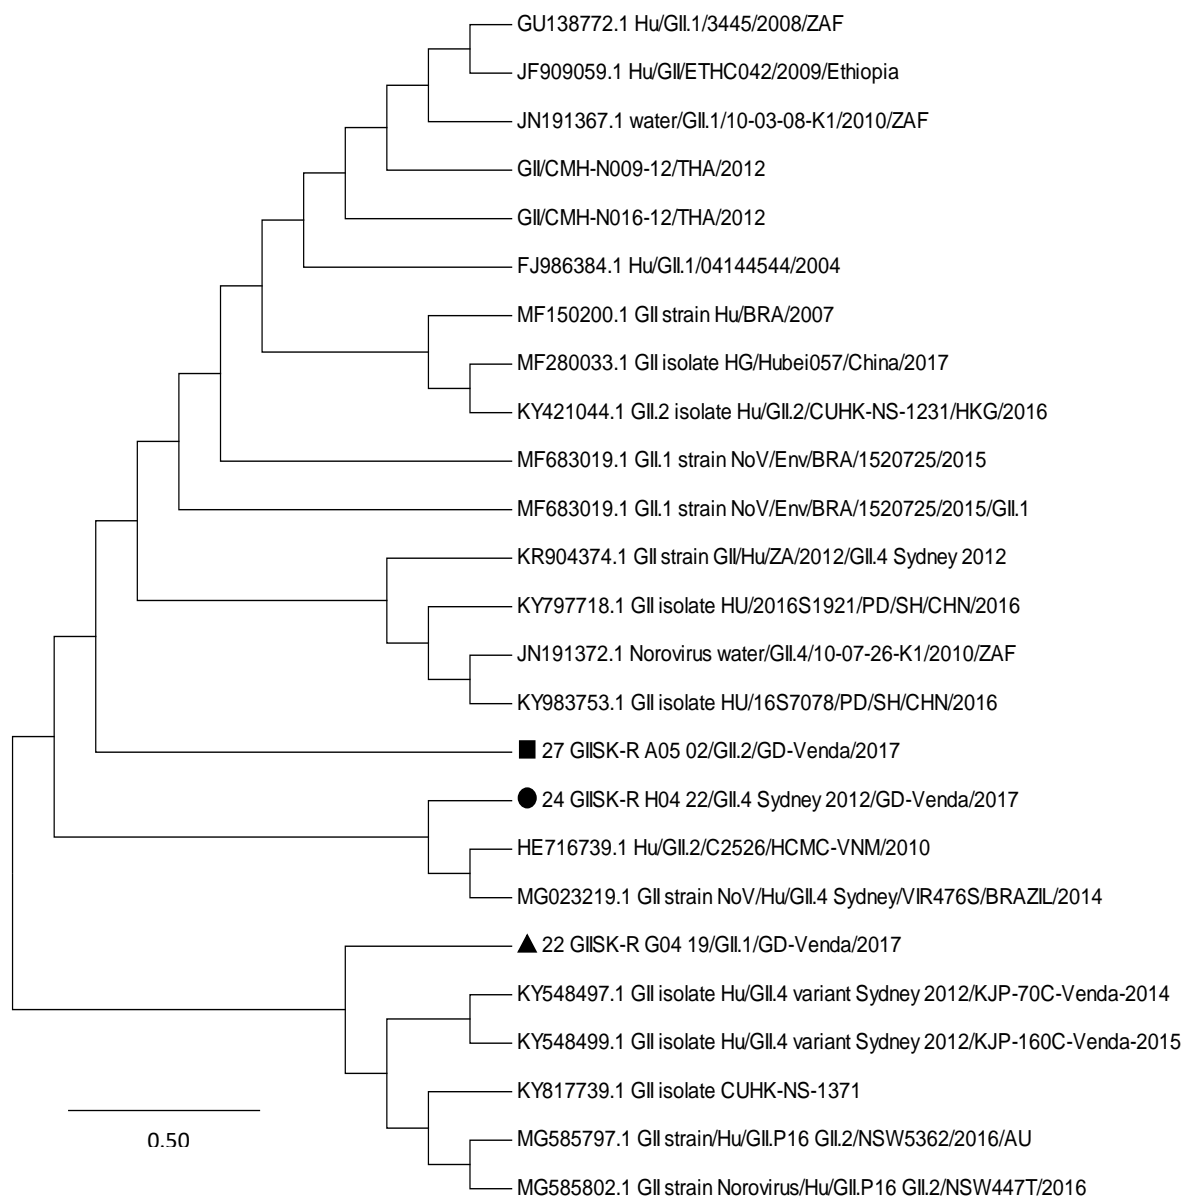 GU138772.1 Hu/GII.1/3445/2008/ZAF
JF909059.1 Hu/GII/ETHC042/2009/Ethiopia
JN191367.1 water/GII.1/10-03-08-K1/2010/ZAF
GII/CMH-N009-12/THA/2012
GII/CMH-N016-12/THA/2012
FJ986384.1 Hu/GII.1/04144544/2004
MF150200.1 GII strain Hu/BRA/2007
MF280033.1 GII isolate HG/Hubei057/China/2017
KY421044.1 GII.2 isolate Hu/GII.2/CUHK-NS-1231/HKG/2016
MF683019.1 GII.1 strain NoV/Env/BRA/1520725/2015
MF683019.1 GII.1 strain NoV/Env/BRA/1520725/2015/GII.1
KR904374.1 GII strain GII/Hu/ZA/2012/GII.4 Sydney 2012
KY797718.1 GII isolate HU/2016S1921/PD/SH/CHN/2016
JN191372.1 Norovirus water/GII.4/10-07-26-K1/2010/ZAF
KY983753.1 GII isolate HU/16S7078/PD/SH/CHN/2016
27 GIISK-R A05 02/GII.2/GD-Venda/2017
24 GIISK-R H04 22/GII.4 Sydney 2012/GD-Venda/2017
HE716739.1 Hu/GII.2/C2526/HCMC-VNM/2010
MG023219.1 GII strain NoV/Hu/GII.4 Sydney/VIR476S/BRAZIL/2014
22 GIISK-R G04 19/GII.1/GD-Venda/2017
KY548497.1 GII isolate Hu/GII.4 variant Sydney 2012/KJP-70C-Venda-2014
KY548499.1 GII isolate Hu/GII.4 variant Sydney 2012/KJP-160C-Venda-2015
KY817739.1 GII isolate CUHK-NS-1371
MG585797.1 GII strain/Hu/GII.P16 GII.2/NSW5362/2016/AU
MG585802.1 GII strain Norovirus/Hu/GII.P16 GII.2/NSW447T/2016
0.50